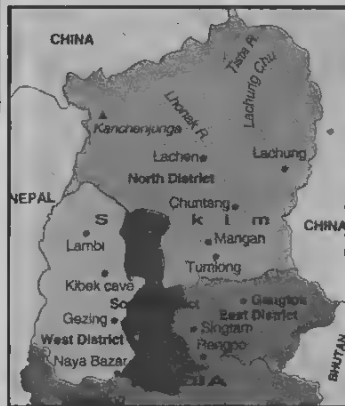 CHINA
Tista R.
Lachung Chu
Lhonak R.
Kanchenjunga
Lachen
Lachung
North District
NEPAL
Chuntang
S k i m
CHINA
Lambi
Mangan
Tumlong
Kibek cave
Gangtok
East District
Gezing
Singtam
West District
Rangpo
Naya Bazar
BHUTAN